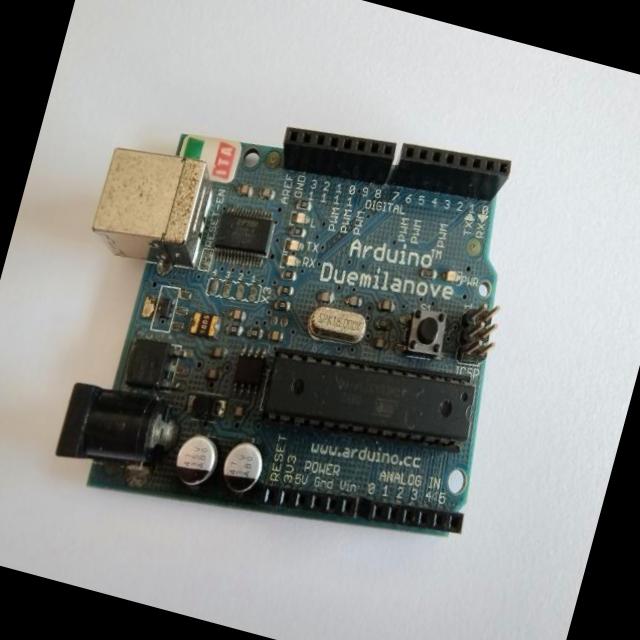 AREF
GND
13
12
11
10
9
8
7
6
5
4
3
2
PWM
PWM
PWM
DIGITAL
PWM
PWM
PWM
TX
RX
TX
RX
Arduino
Duemilanove
PWR
ICSP
www.arduino.cc
RESET
3V3
POWER
ANALOG IN
5V Gnd Vin 0 1 2 3 4 5